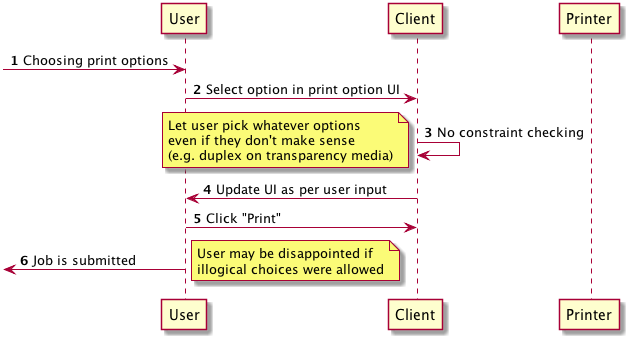 User
Client
Printer
1 Choosing print options
2 Select option in print option UI
Let user pick whatever options
even if they don't make sense
(e.g. duplex on transparency media)
3 No constraint checking
4 Update UI as per user input
5 Click "Print"
User may be disappointed if
illogical choices were allowed
6 Job is submitted
User
Client
Printer